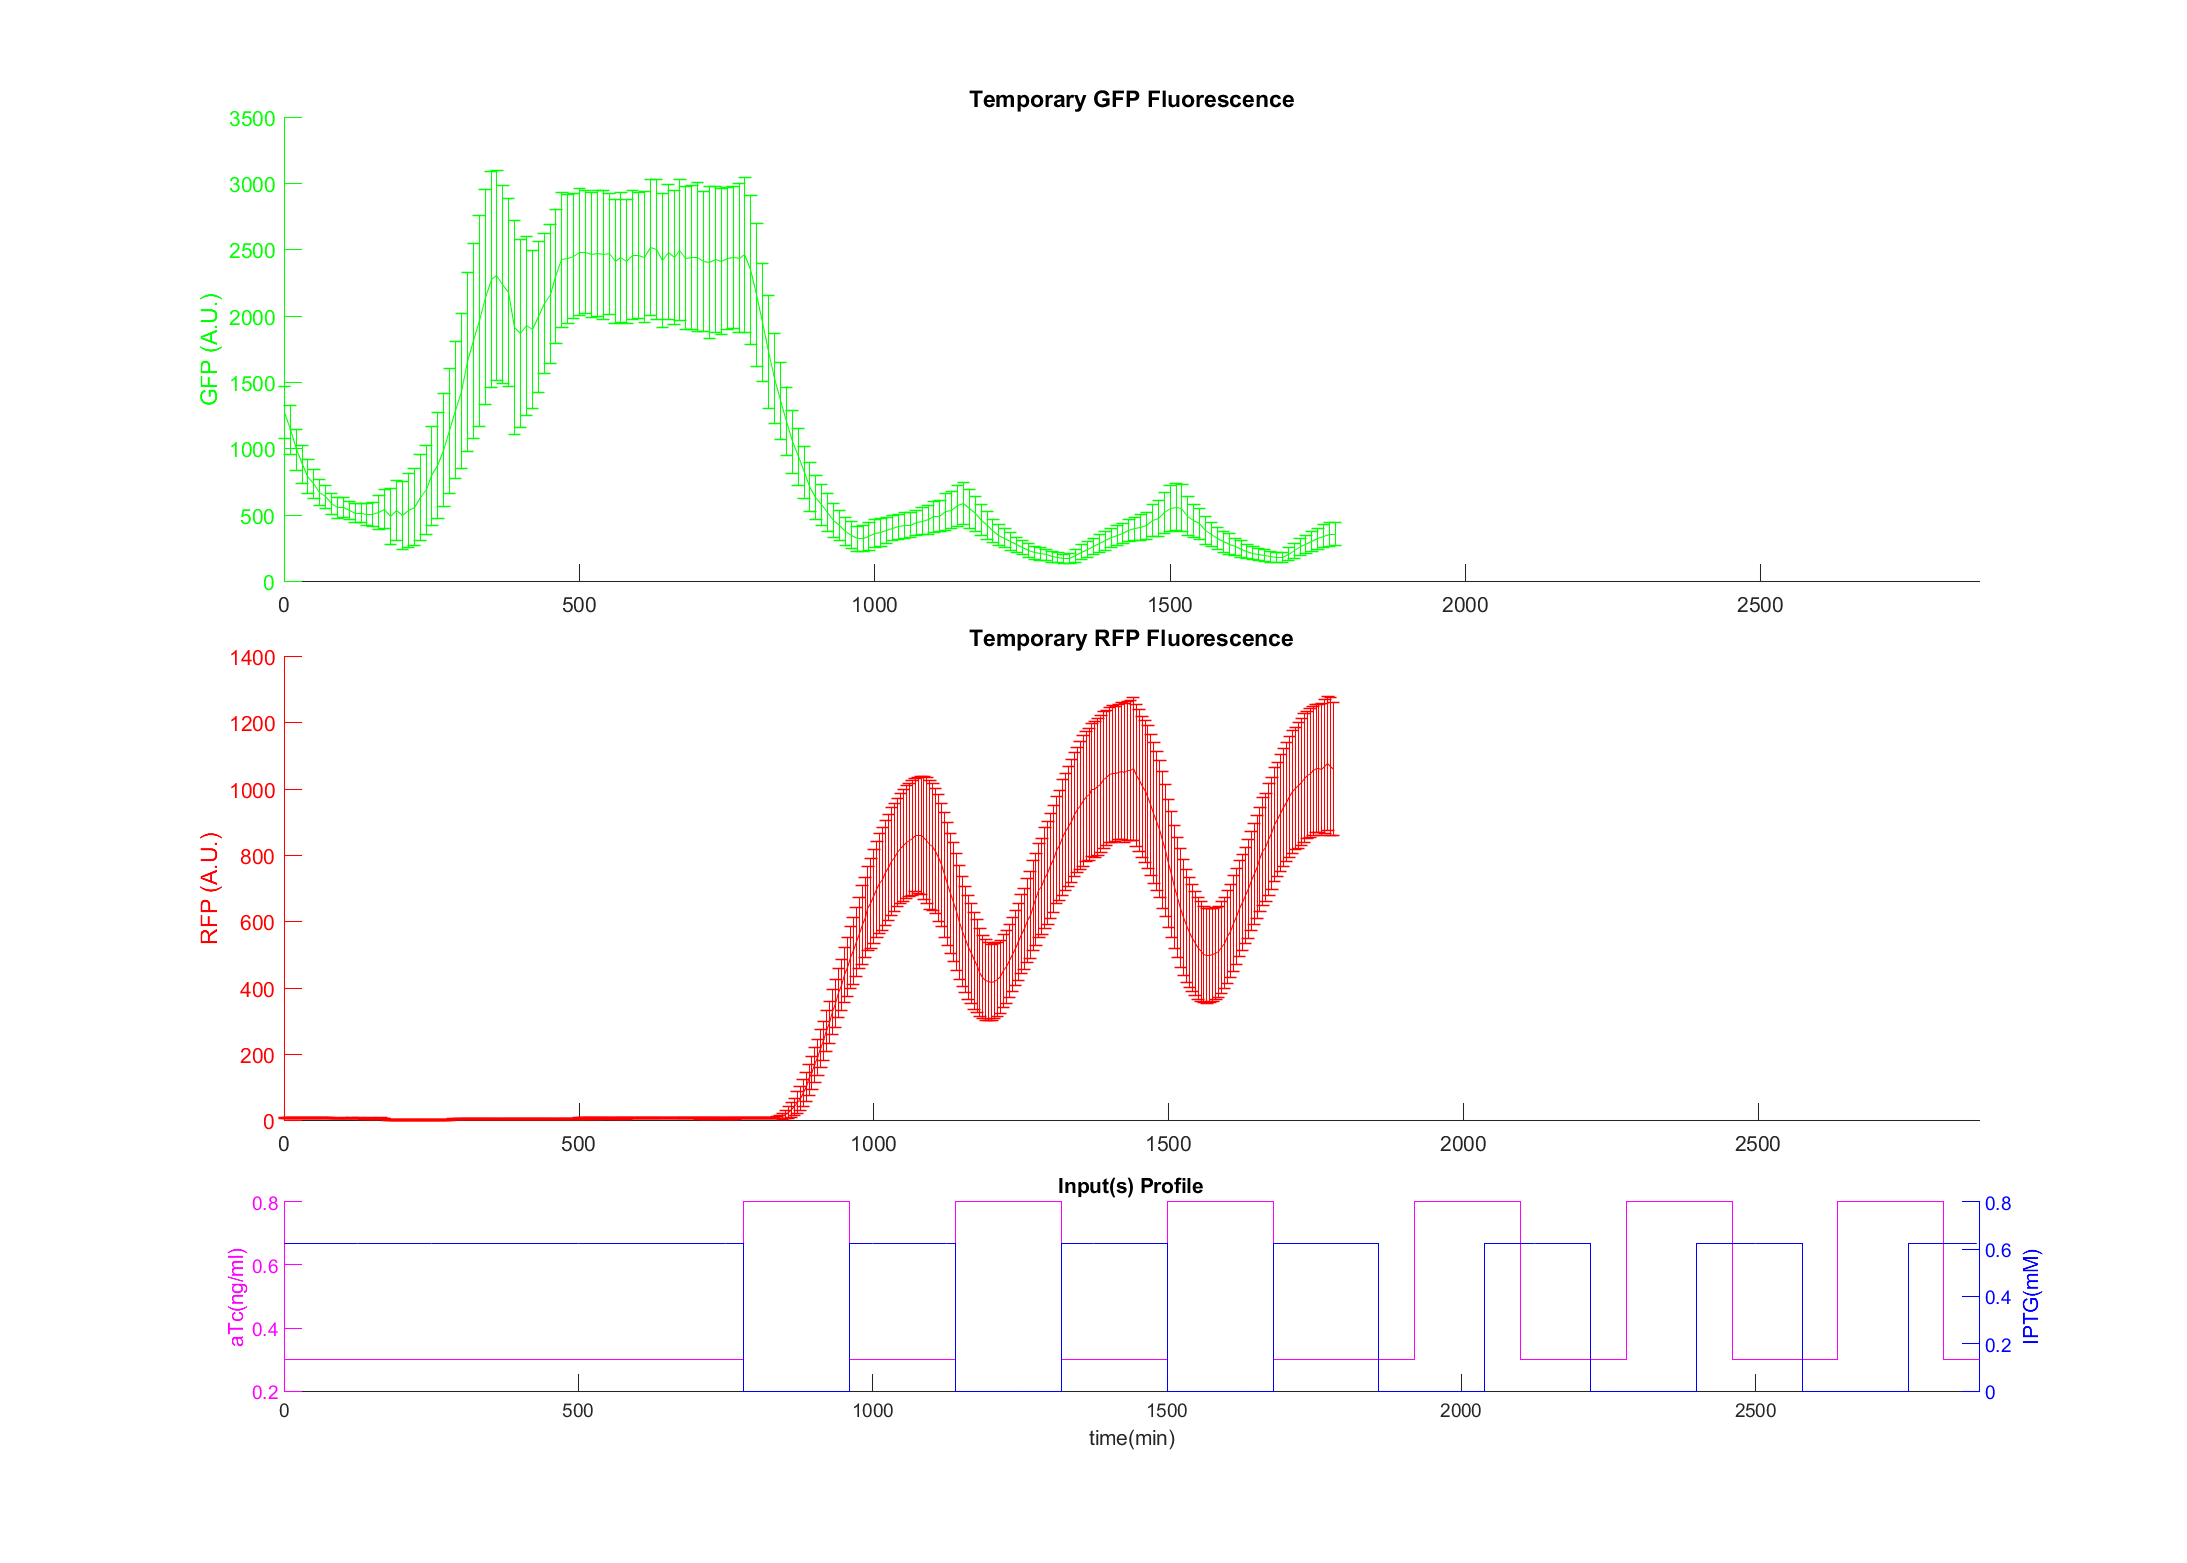 Temporary GFP Fluorescence
3500
3000
2500
2000
1500
1000
500
0
GFP (A.U.)
0 500 1000 1500 2000 2500
Temporary RFP Fluorescence
1400
1200
1000
800
600
400
200
0
RFP (A.U.)
0 500 1000 1500 2000 2500
Input(s) Profile
0.8
0.6
0.4
0.2
aTc(ng/ml)
0.8
0.6
0.4
0.2
0
IPTG(mM)
0 500 1000 1500 2000 2500
time(min)